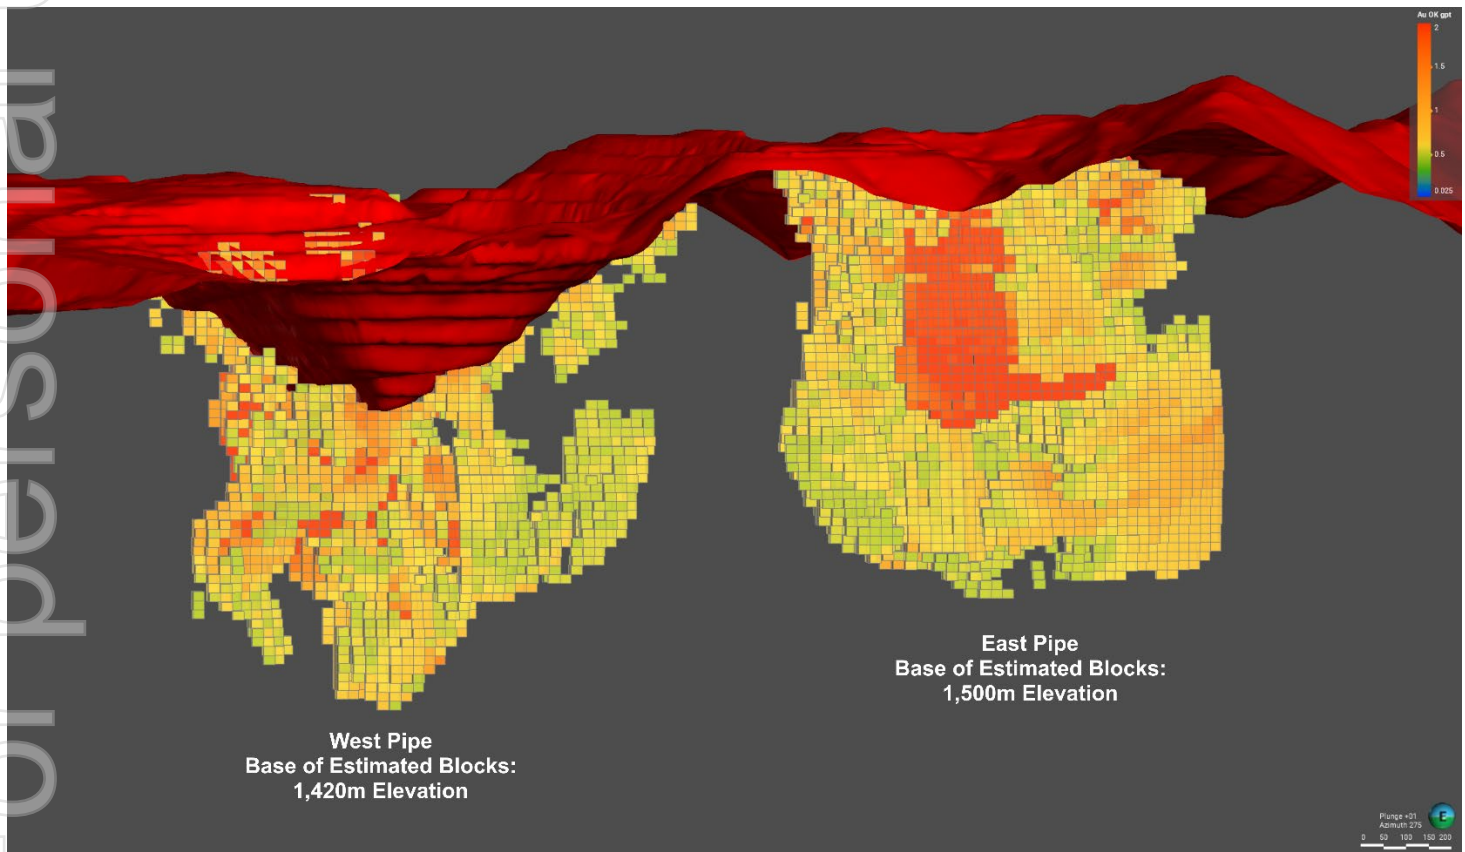 or personal
Au OK gpt
2
1.5
1
0.5
0.025
East Pipe
Base of Estimated Blocks:
1,500m Elevation
West Pipe
Base of Estimated Blocks:
1,420m Elevation
Plunge +01
Azimuth 275
E
0 50 100 150 200